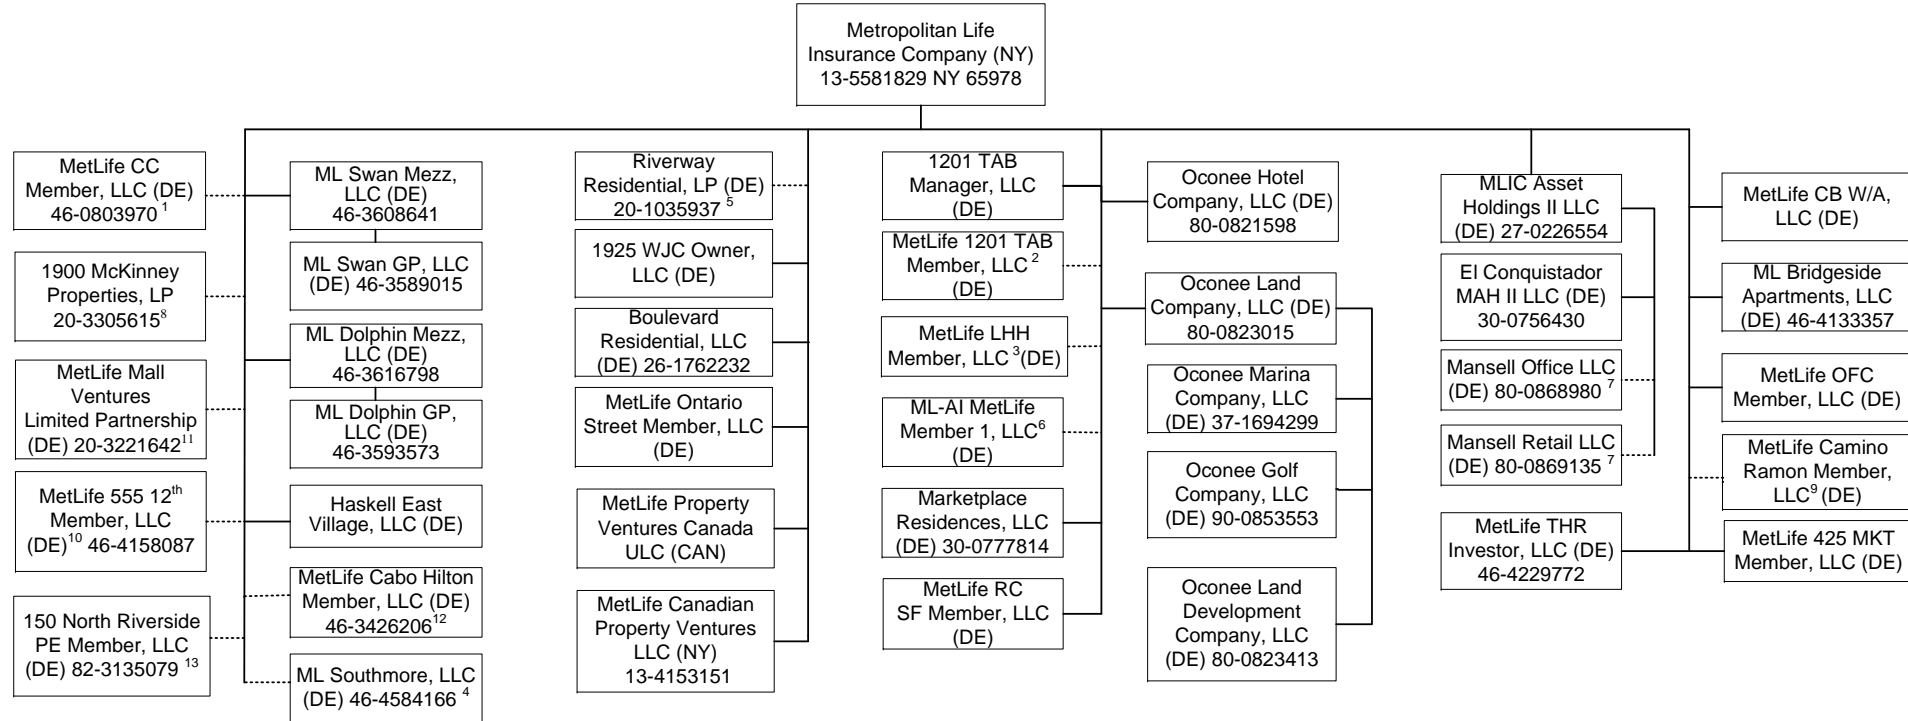 Metropolitan Life
Insurance Company (NY)
13-5581829 NY 65978
MetLife CC
Member, LLC (DE)
46-0803970 1
1900 McKinney
Properties, LP
20-3305615 8
MetLife Mall
Ventures
Limited Partnership
(DE) 20-3221642 11
MetLife 555 12th
Member, LLC
(DE)10 46-4158087
150 North Riverside
PE Member, LLC
(DE) 82-3135079 13
ML Swan Mezz,
LLC (DE)
46-3608641
ML Swan GP, LLC
(DE) 46-3589015
ML Dolphin Mezz,
LLC (DE)
46-3616798
ML Dolphin GP,
LLC (DE)
46-3593573
Haskell East
Village, LLC (DE)
MetLife Cabo Hilton
Member, LLC (DE)
46-3426206 12
ML Southmore, LLC
(DE) 46-4584166 4
Riverway
Residential, LP (DE)
20-1035937 5
1925 WJC Owner,
LLC (DE)
Boulevard
Residential, LLC
(DE) 26-1762232
MetLife Ontario
Street Member, LLC
(DE)
MetLife Property
Ventures Canada
ULC (CAN)
MetLife Canadian
Property Ventures
LLC (NY)
13-4153151
1201 TAB
Manager, LLC
(DE)
MetLife 1201 TAB
Member, LLC 2
(DE)
MetLife LHH
Member, LLC 3 (DE)
ML-AI MetLife
Member 1, LLC6
(DE)
Marketplace
Residences, LLC
(DE) 30-0777814
MetLife RC
SF Member, LLC
(DE)
Oconee Hotel
Company, LLC (DE)
80-0821598
Oconee Land
Company, LLC (DE)
80-0823015
Oconee Marina
Company, LLC
(DE) 37-1694299
Oconee Golf
Company, LLC
(DE) 90-0853553
Oconee Land
Development
Company, LLC
(DE) 80-0823413
MLIC Asset
Holdings II LLC
(DE) 27-0226554
El Conquistador
MAH II LLC (DE)
30-0756430
Mansell Office LLC
(DE) 80-0868980 7
Mansell Retail LLC
(DE) 80-0869135 7
MetLife THR
Investor, LLC (DE)
46-4229772
MetLife CB W/A,
LLC (DE)
ML Bridgeside
Apartments, LLC
(DE) 46-4133357
MetLife OFC
Member, LLC (DE)
MetLife Camino
Ramon Member,
LLC9 (DE)
MetLife 425 MKT
Member, LLC (DE)